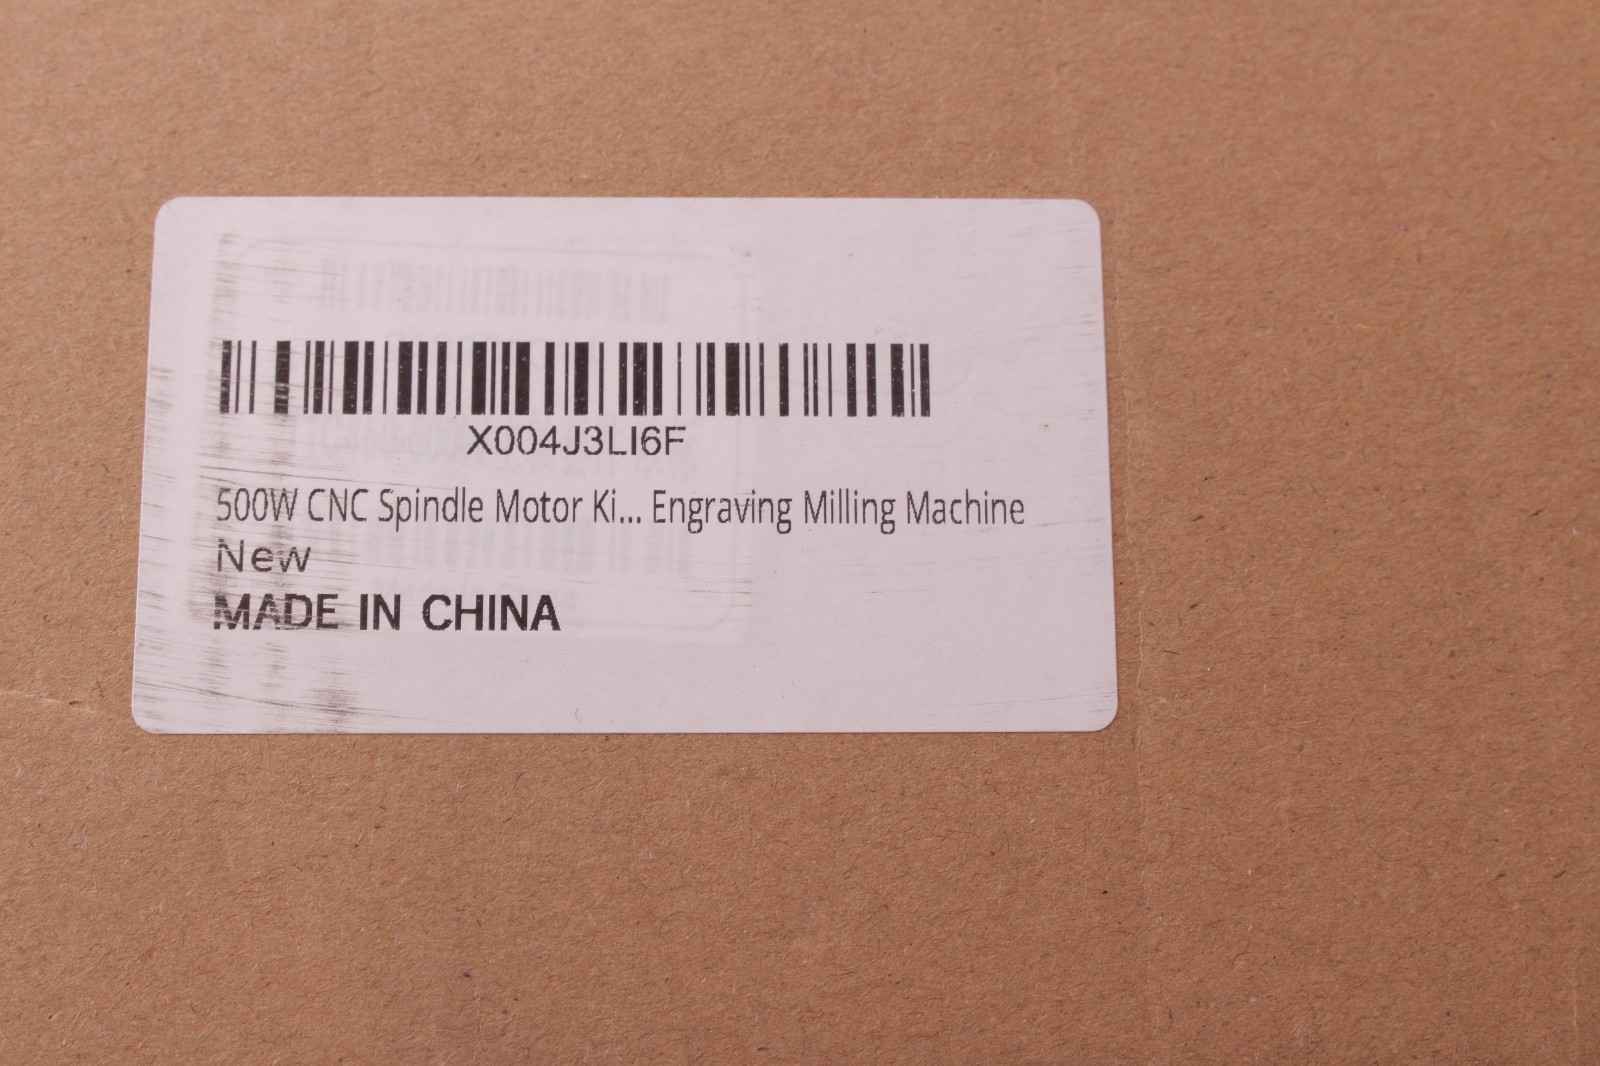 X004J3LI6F
500W CNC Spindle Motor Ki... Engraving Milling Machine
New
MADE IN CHINA